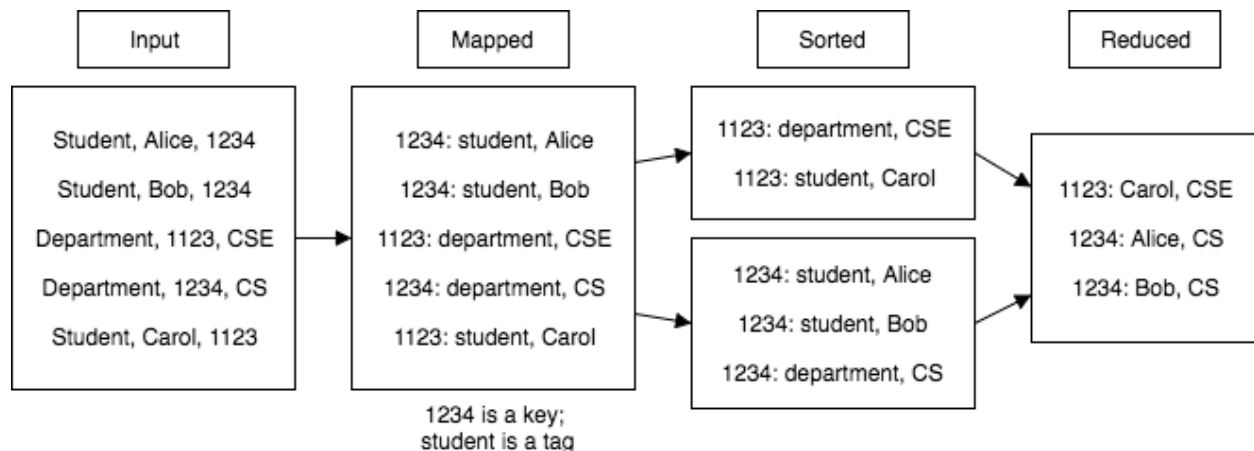 Input
Mapped
Sorted
Reduced
Student, Alice, 1234
Student, Bob, 1234
Department, 1123, CSE
Department, 1234, CS
Student, Carol, 1123
1234: student, Alice
1234: student, Bob
1123: department, CSE
1234: department, CS
1123: student, Carol
1234 is a key;
student is a tag
1123: department, CSE
1123: student, Carol
1234: student, Alice
1234: student, Bob
1234: department, CS
1123: Carol, CSE
1234: Alice, CS
1234: Bob, CS